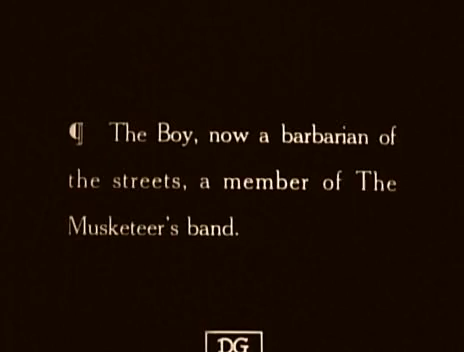 ¶ The Boy, now a barbarian of
the streets, a member of The
Musketeer's band.
DG